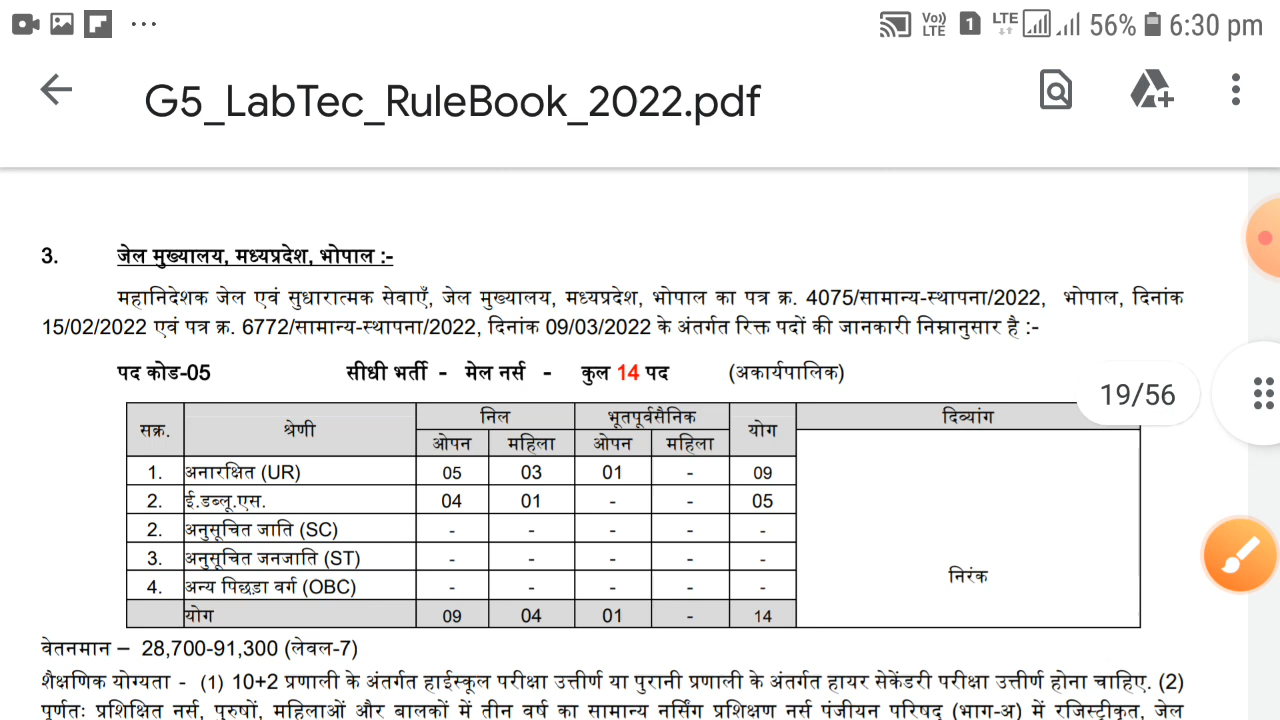 Vo)) LTE 1 LTE 56% 6:30 pm
G5_LabTec_RuleBook_2022.pdf
3. जेल मुख्यालय, मध्यप्रदेश, भोपाल :-
महानिदेशक जेल एवं सुधारात्मक सेवाएँ, जेल मुख्यालय, मध्यप्रदेश, भोपाल का पत्र क्र. 4075/सामान्य-स्थापना/2022, भोपाल, दिनांक
15/02/2022 एवं पत्र क्र. 6772/सामान्य-स्थापना/2022, दिनांक 09/03/2022 के अंतर्गत रिक्त पदों की जानकारी निम्नानुसार है :-
पद कोड-05 सीधी भर्ती - मेल नर्स - कुल 14 पद (अकार्यपालिक)
19/56
सक्र. श्रेणी निल भूतपूर्वसैनिक योग दिव्यांग
ओपन महिला ओपन महिला
1. अनारक्षित (UR) 05 03 01 - 09
2. ई.डब्लू.एस. 04 01 - - 05
2. अनुसूचित जाति (SC) - - - - -
3. अनुसूचित जनजाति (ST) - - - - -
निरंक
4. अन्य पिछड़ा वर्ग (OBC) - - - - -
योग 09 04 01 - 14
वेतनमान – 28,700-91,300 (लेवल-7)
शैक्षणिक योग्यता - (1) 10+2 प्रणाली के अंतर्गत हाईस्कूल परीक्षा उत्तीर्ण या पुरानी प्रणाली के अंतर्गत हायर सेकेंडरी परीक्षा उत्तीर्ण होना चाहिए. (2)
पूर्णतः प्रशिक्षित नर्स, पुरुषों, महिलाओं और बालकों में तीन वर्ष का सामान्य नर्सिंग प्रशिक्षण नर्स पंजीयन परिषद् (भाग-अ) में रजिस्ट्रीकृत, जेल